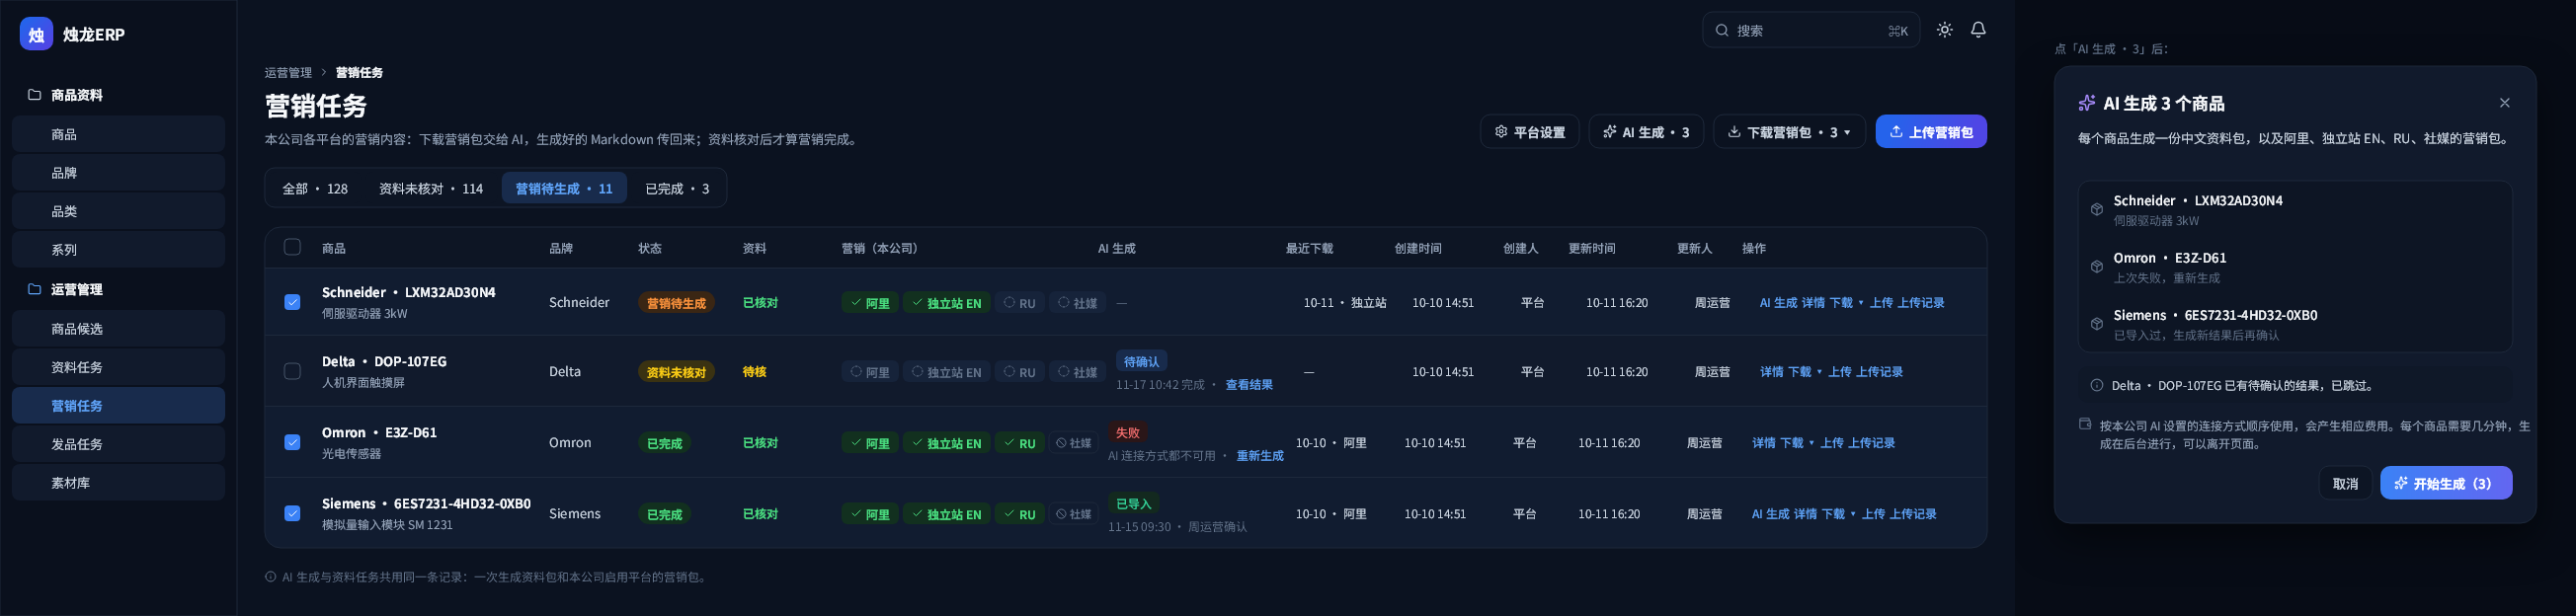 烛 烛龙ERP
商品资料
商品
品牌
品类
系列
运营管理
商品候选
资料任务
营销任务
发品任务
素材库
搜索 ⌘K
运营管理 > 营销任务
营销任务
本公司各平台的营销内容：下载营销包交给 AI，生成好的 Markdown 传回来；资料核对后才算营销完成。
平台设置 AI 生成 · 3 下载营销包 · 3 ▾ 上传营销包
全部 · 128 资料未核对 · 114 营销待生成 · 11 已完成 · 3
商品 品牌 状态 资料 营销（本公司） AI 生成 最近下载 创建时间 创建人 更新时间 更新人 操作
Schneider · LXM32AD30N4
伺服驱动器 3kW
Schneider 营销待生成 已核对 阿里 独立站 EN RU 社媒 — 10-11 · 独立站 10-10 14:51 平台 10-11 16:20 周运营 AI 生成 详情 下载 ▾ 上传 上传记录
Delta · DOP-107EG
人机界面触摸屏
Delta 资料未核对 待核 阿里 独立站 EN RU 社媒 待确认
11-17 10:42 完成 · 查看结果
— 10-10 14:51 平台 10-11 16:20 周运营 详情 下载 ▾ 上传 上传记录
Omron · E3Z-D61
光电传感器
Omron 已完成 已核对 阿里 独立站 EN RU 社媒 失败
AI 连接方式都不可用 · 重新生成
10-10 · 阿里 10-10 14:51 平台 10-11 16:20 周运营 详情 下载 ▾ 上传 上传记录
Siemens · 6ES7231-4HD32-0XB0
模拟量输入模块 SM 1231
Siemens 已完成 已核对 阿里 独立站 EN RU 社媒 已导入
11-15 09:30 · 周运营确认
10-10 · 阿里 10-10 14:51 平台 10-11 16:20 周运营 AI 生成 详情 下载 ▾ 上传 上传记录
AI 生成与资料任务共用同一条记录：一次生成资料包和本公司启用平台的营销包。
点「AI 生成 · 3」后：
AI 生成 3 个商品
每个商品生成一份中文资料包，以及阿里、独立站 EN、RU、社媒的营销包。
Schneider · LXM32AD30N4
伺服驱动器 3kW
Omron · E3Z-D61
上次失败，重新生成
Siemens · 6ES7231-4HD32-0XB0
已导入过，生成新结果后再确认
Delta · DOP-107EG 已有待确认的结果，已跳过。
按本公司 AI 设置的连接方式顺序使用，会产生相应费用。每个商品需要几分钟，生
成在后台进行，可以离开页面。
取消 开始生成（3）